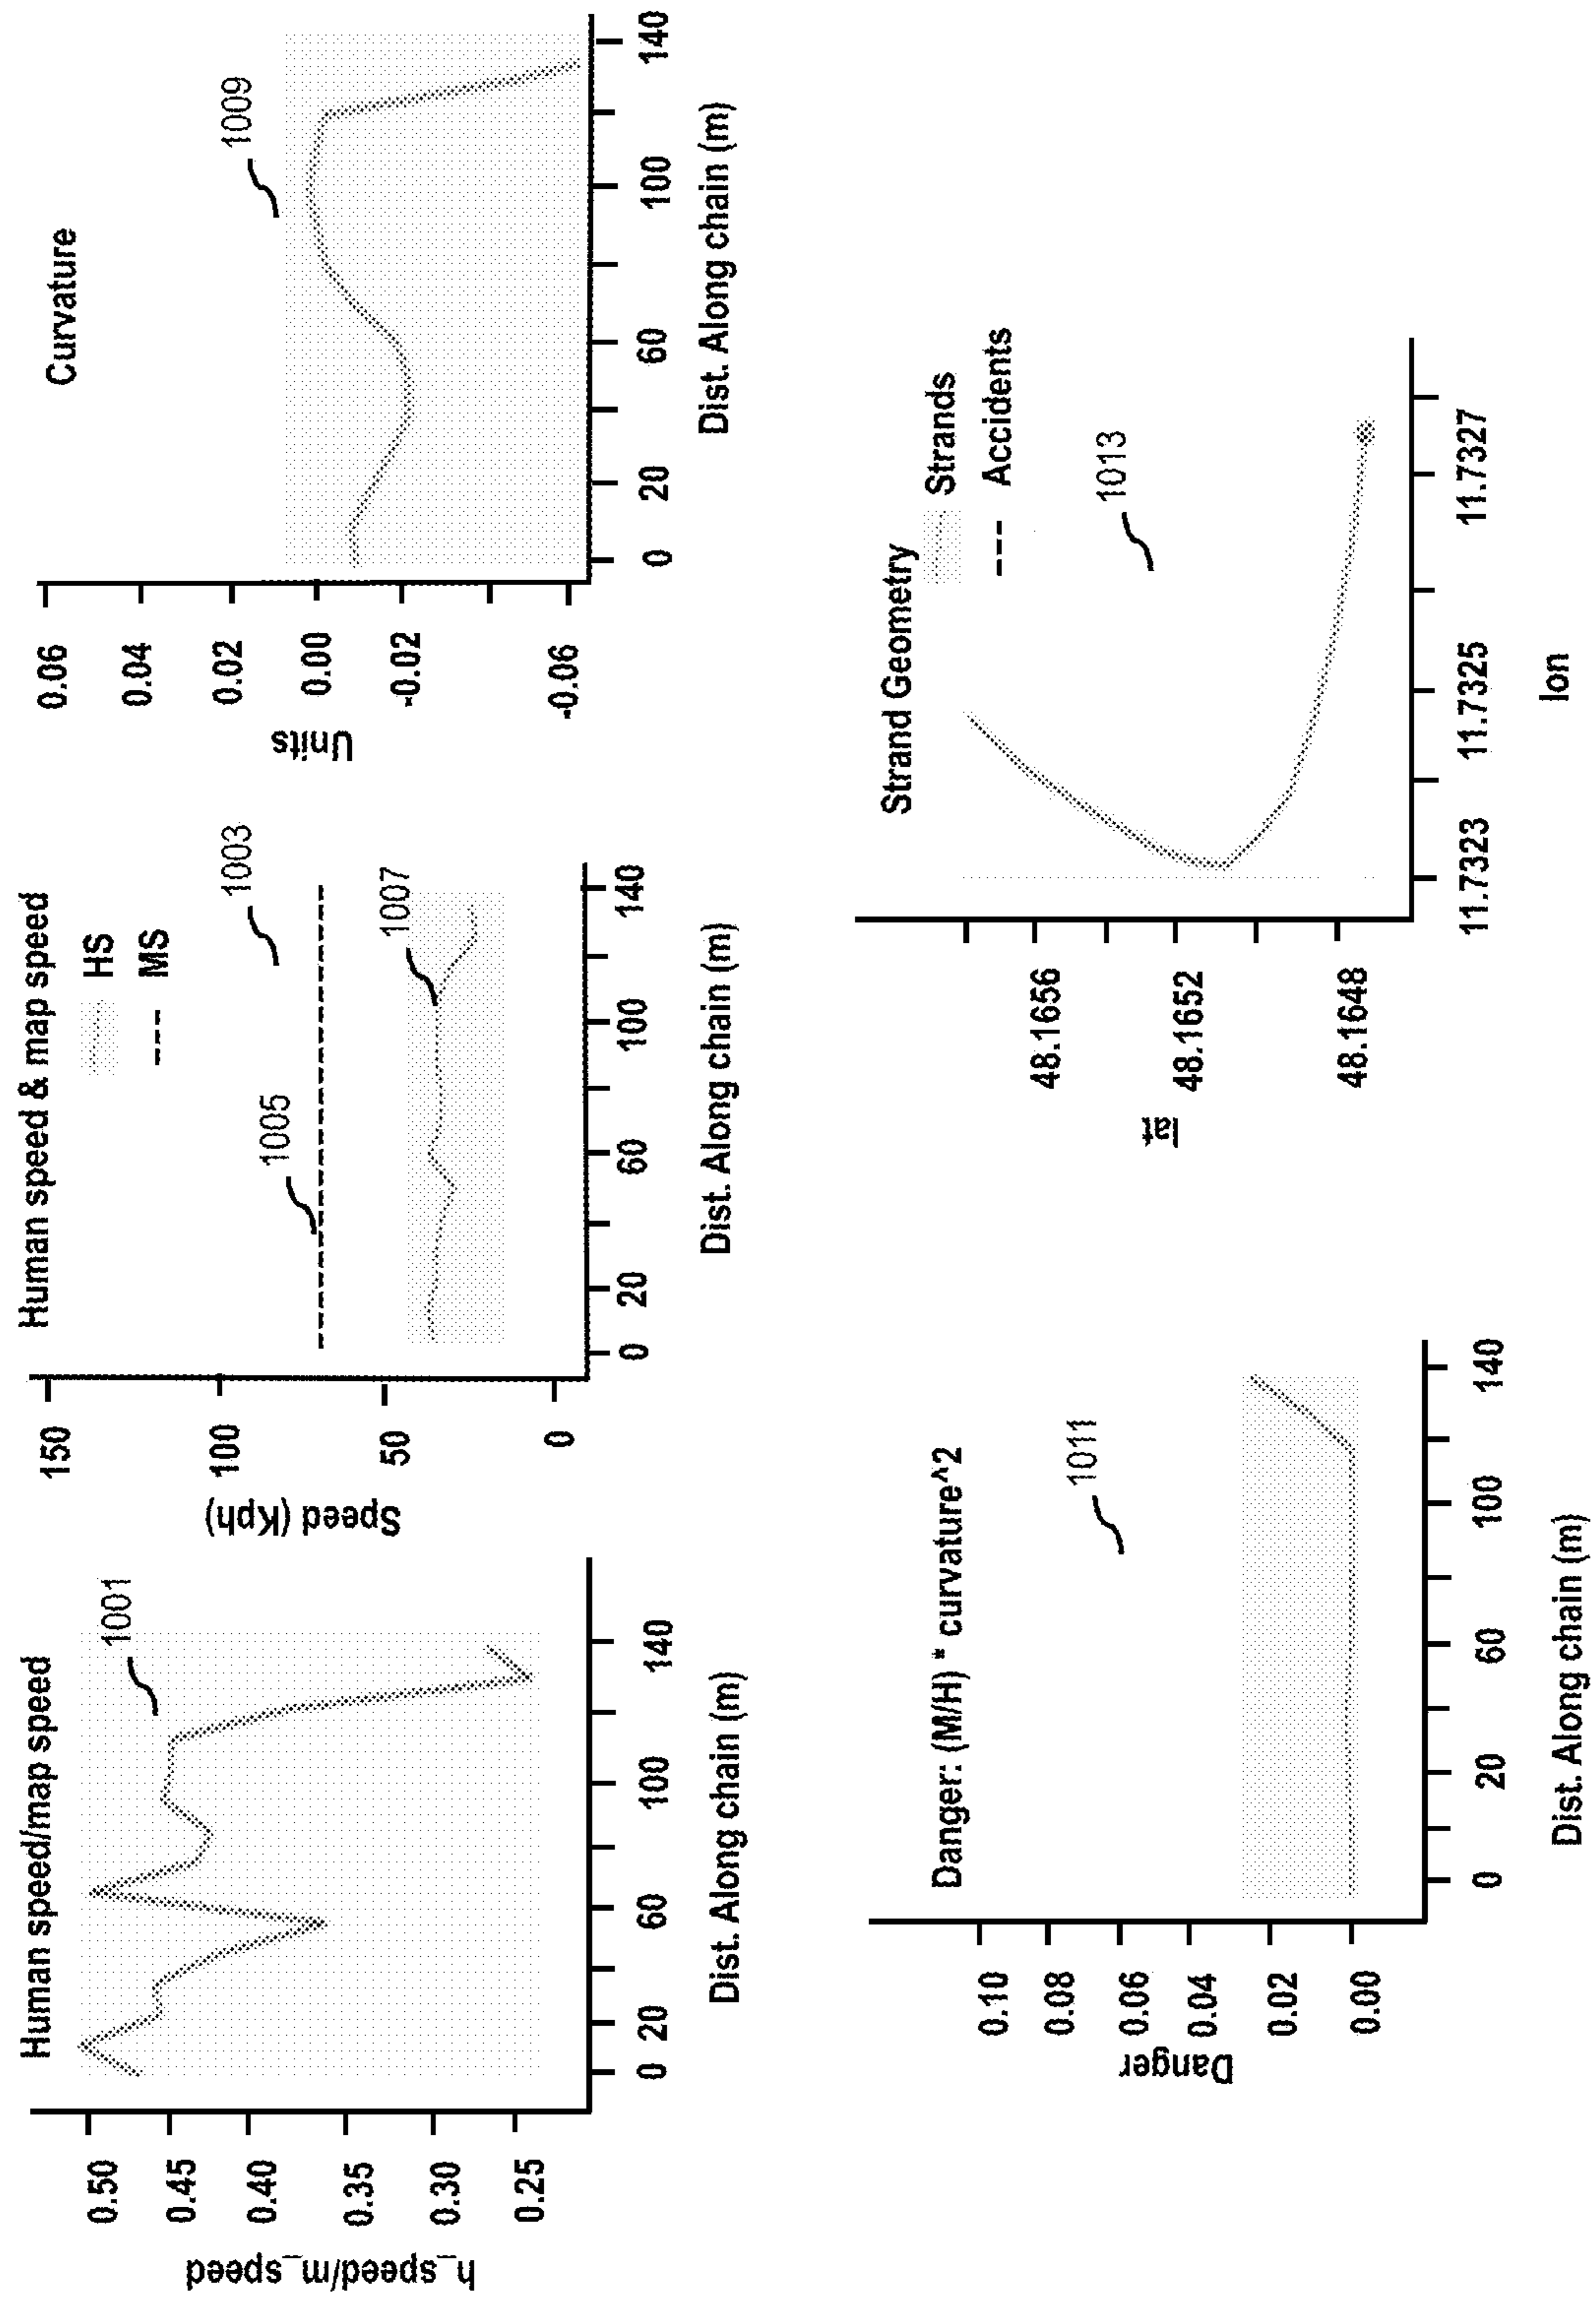 Human speed/map speed
1001
h_speed/m_speed
0.50
0.45
0.40
0.35
0.30
0.25
0 20 60 100 140
Dist. Along chain (m)
Human speed & map speed
HS
MS
1003
1005
1007
Speed (Kph)
150
100
50
0
0 20 60 100 140
Dist. Along chain (m)
Curvature
1009
Units
0.06
0.04
0.02
0.00
-0.02
-0.06
0 20 60 100 140
Dist. Along chain (m)
Danger: (M/H) * curvature^2
1011
Danger
0.10
0.08
0.06
0.04
0.02
0.00
0 20 60 100 140
Dist. Along chain (m)
Strand Geometry
Strands
Accidents
1013
lat
48.1656
48.1652
48.1648
11.7323 11.7325 11.7327
lon